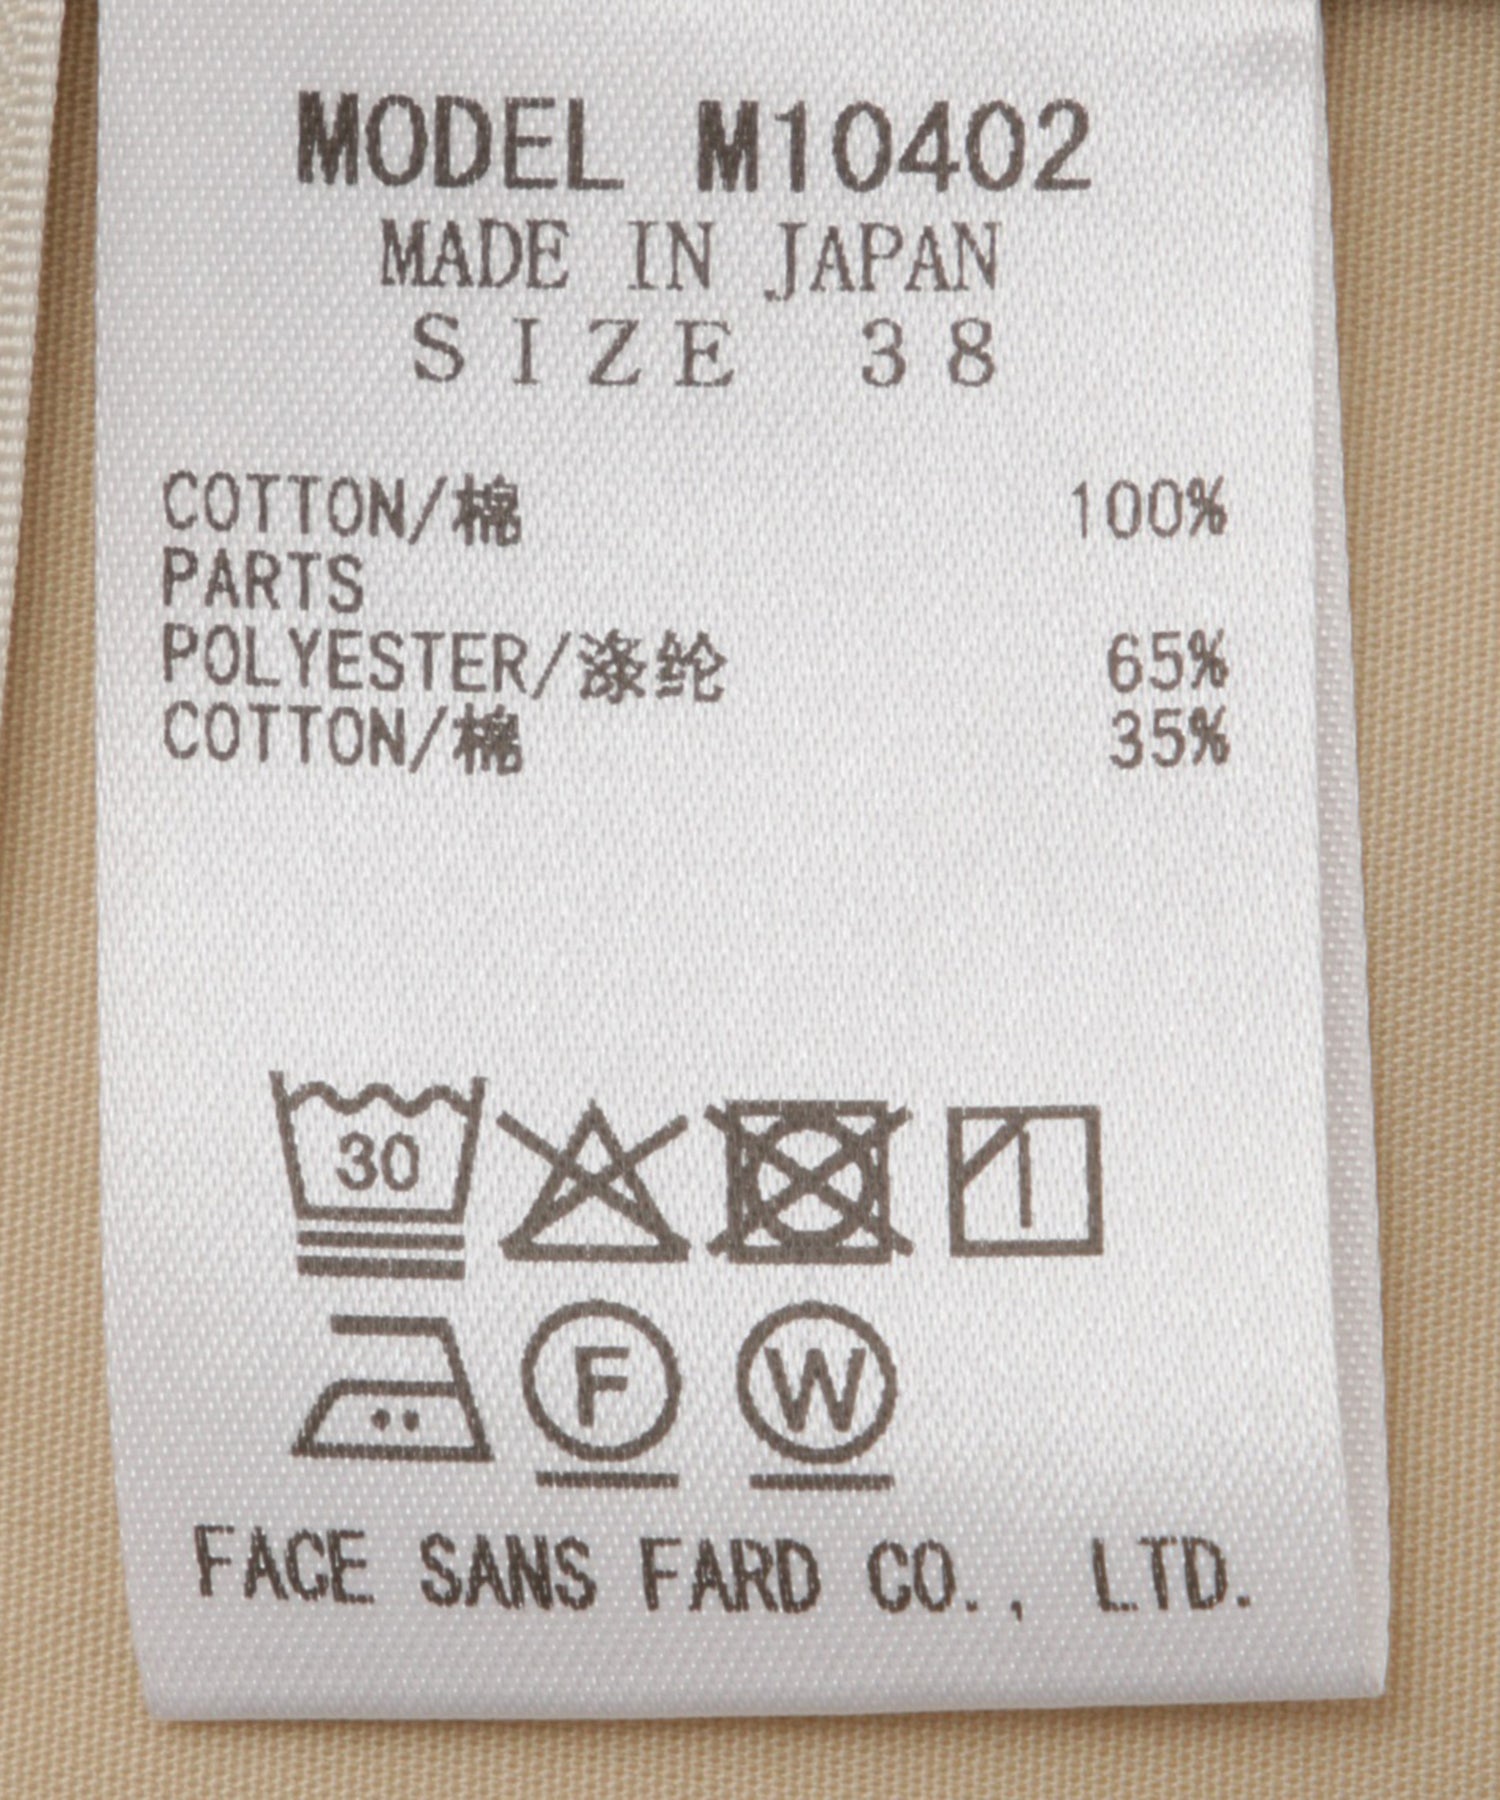 MODEL M10402
MADE IN JAPAN
SIZE 38
COTTON/棉 100%
PARTS
POLYESTER/涤纶 65%
COTTON/棉 35%
30
F W
FACE SANS FARD CO., LTD.